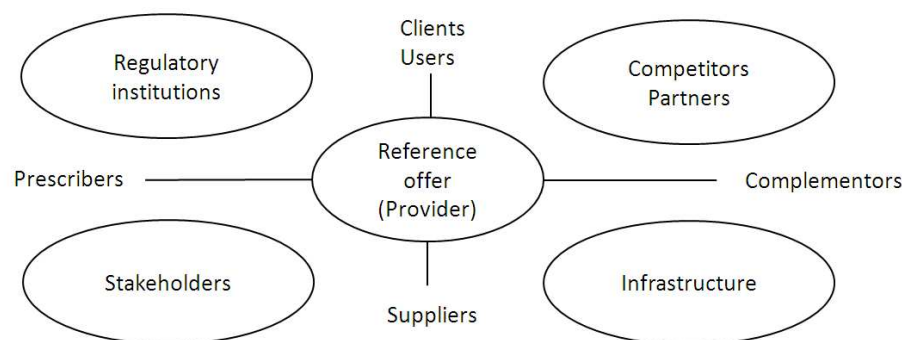 Clients
Users
Regulatory
institutions
Competitors
Partners
Reference
offer
(Provider)
Prescribers
Complementors
Stakeholders
Infrastructure
Suppliers